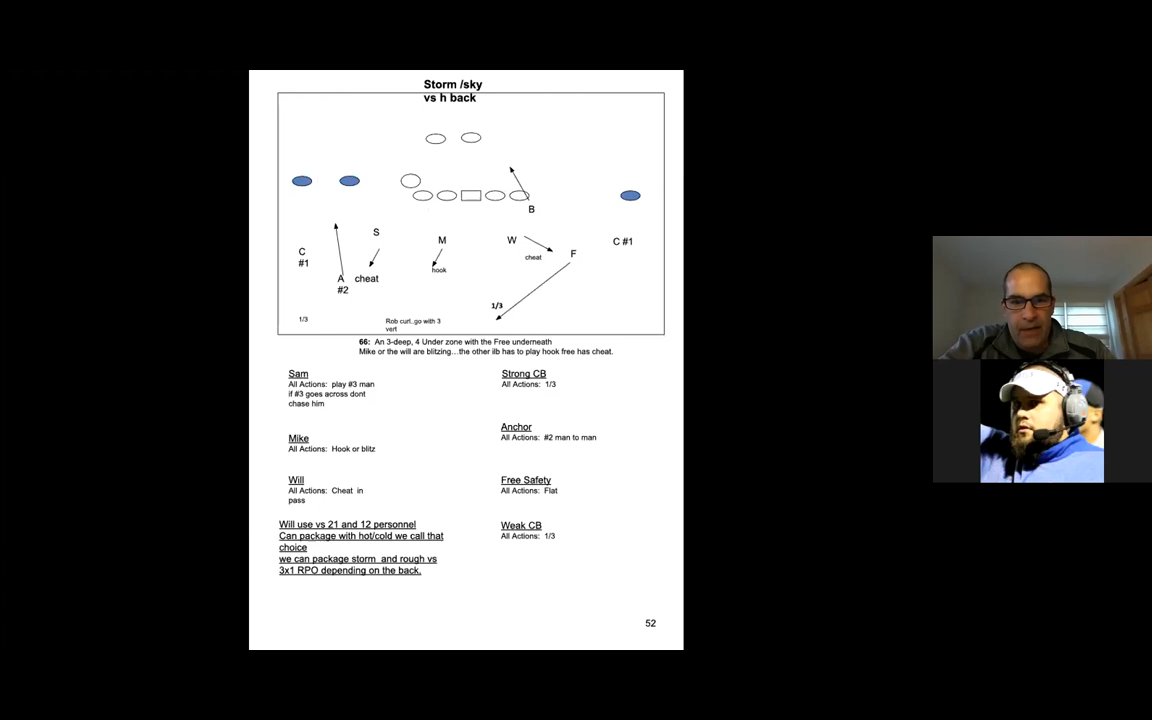 Storm /sky
vs h back
B
S
M
W
F
C #1
C
#1
cheat
hook
A cheat
#2
1/3
1/3
Rob curl..go with 3
vert
66: An 3-deep, 4 Under zone with the Free underneath
Mike or the will are blitzing…the other ilb has to play hook free has cheat.
Sam
All Actions: play #3 man
if #3 goes across dont
chase him
Strong CB
All Actions: 1/3
Anchor
All Actions: #2 man to man
Mike
All Actions: Hook or blitz
Will
All Actions: Cheat in
pass
Free Safety
All Actions: Flat
Will use vs 21 and 12 personnel
Can package with hot/cold we call that
choice
we can package storm and rough vs
3x1 RPO depending on the back.
Weak CB
All Actions: 1/3
52